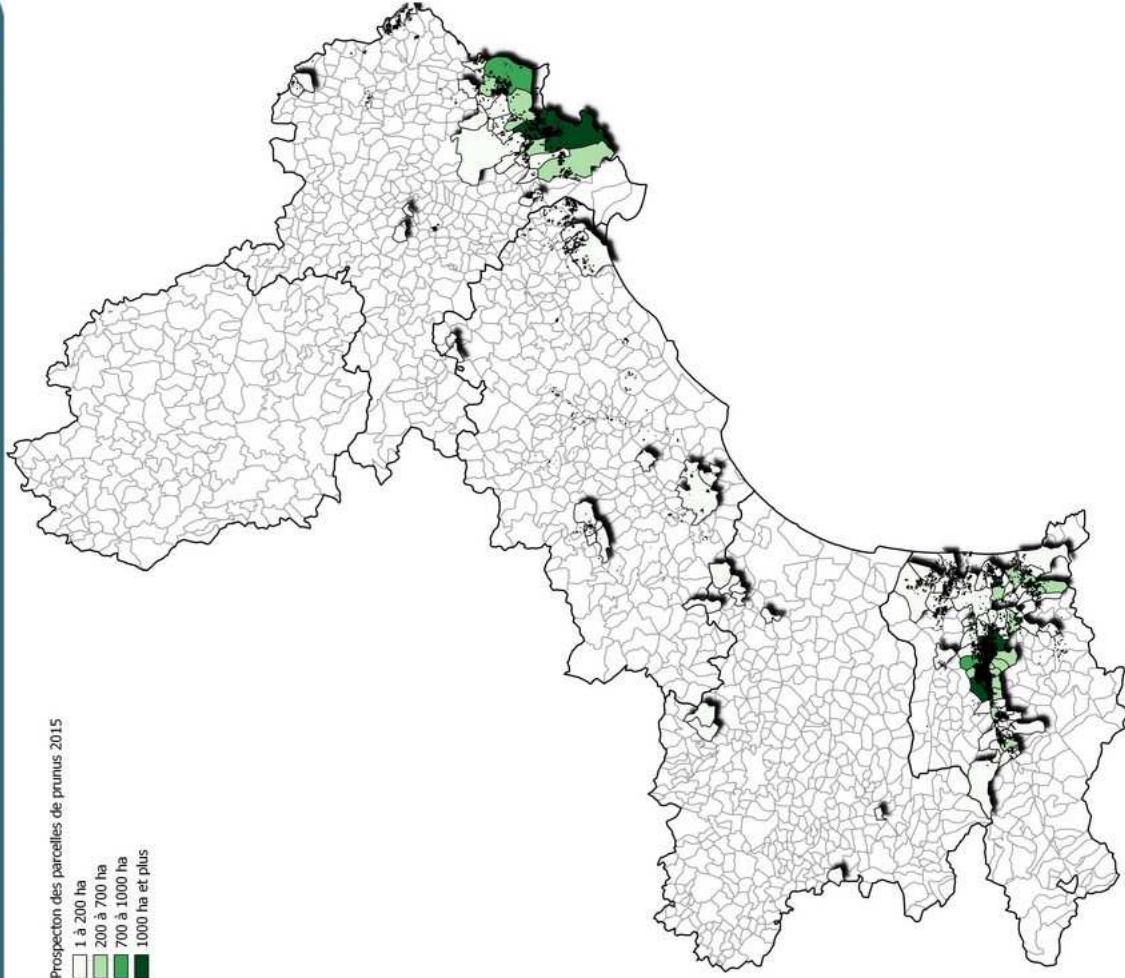 Prospecton des parcelles de prunus 2015
1 à 200 ha
200 à 700 ha
700 à 1000 ha
1000 ha et plus